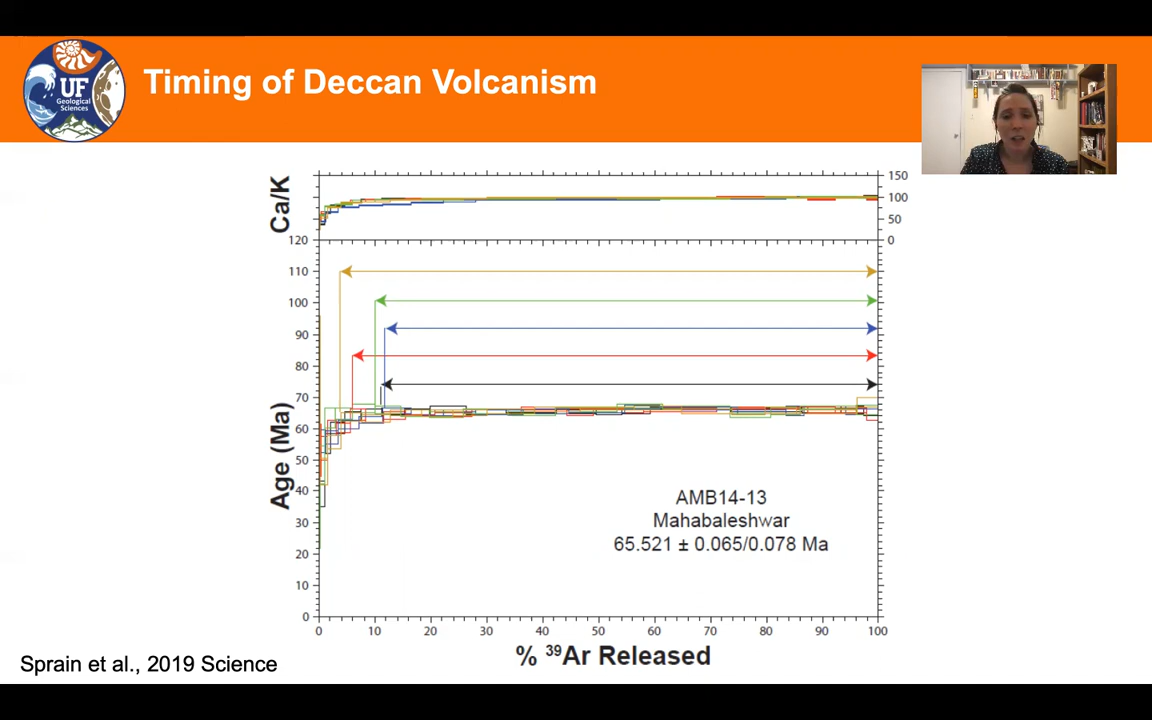 Timing of Deccan Volcanism
UF
Geological
Sciences
Ca/K
150
100
50
0
120
110
100
90
80
70
60
50
40
30
20
10
0
Age (Ma)
AMB14-13
Mahabaleshwar
65.521 ± 0.065/0.078 Ma
0 10 20 30 40 50 60 70 80 90 100
% ³⁹Ar Released
Sprain et al., 2019 Science